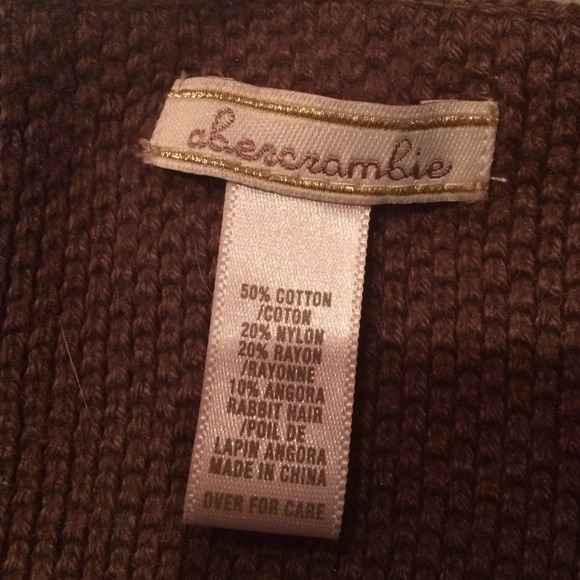 abercrombie
50% COTTON
/COTON
20% NYLON
20% RAYON
/RAYONNE
10% ANGORA
RABBIT HAIR
/POIL DE
LAPIN ANGORA
MADE IN CHINA
OVER FOR CARE